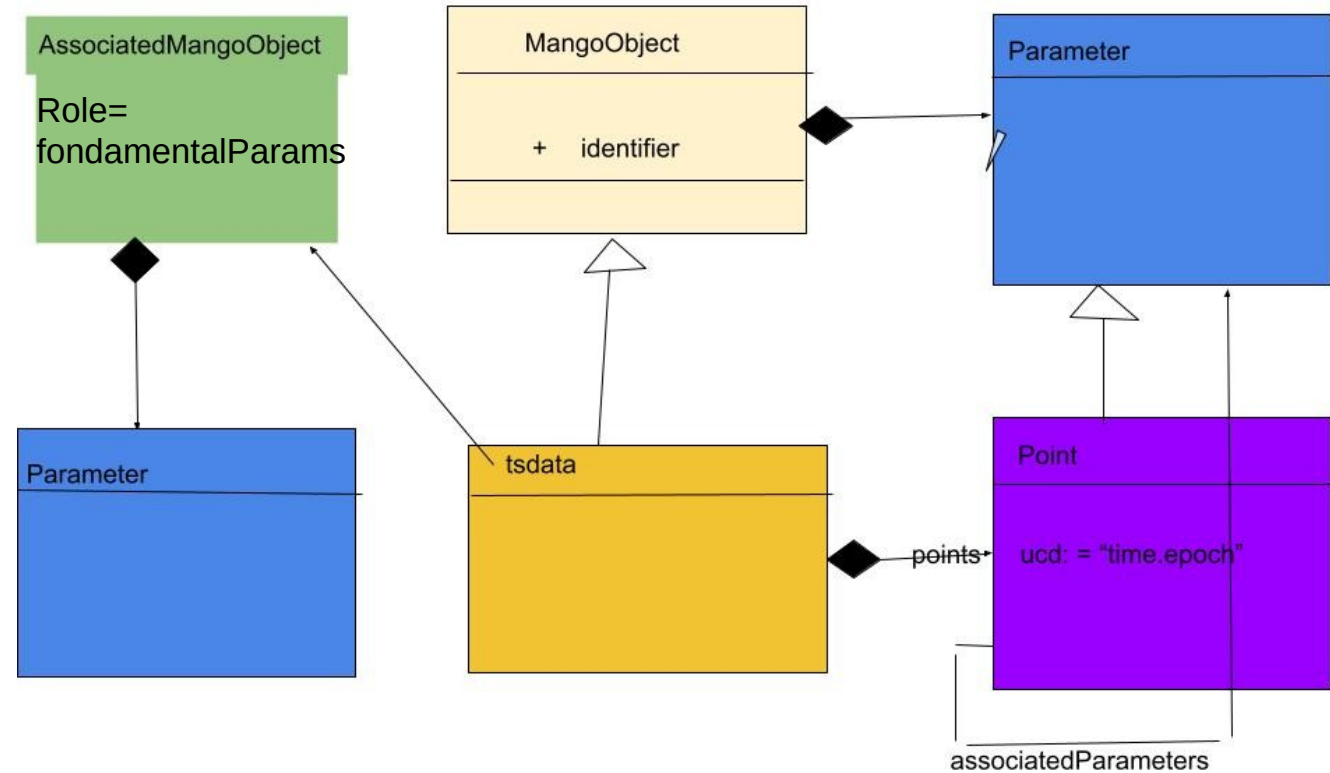 AssociatedMangoObject
Role=
fondamentalParams
MangoObject
+ identifier
Parameter
Parameter
tsdata
points
Point
ucd: = “time.epoch”
associatedParameters